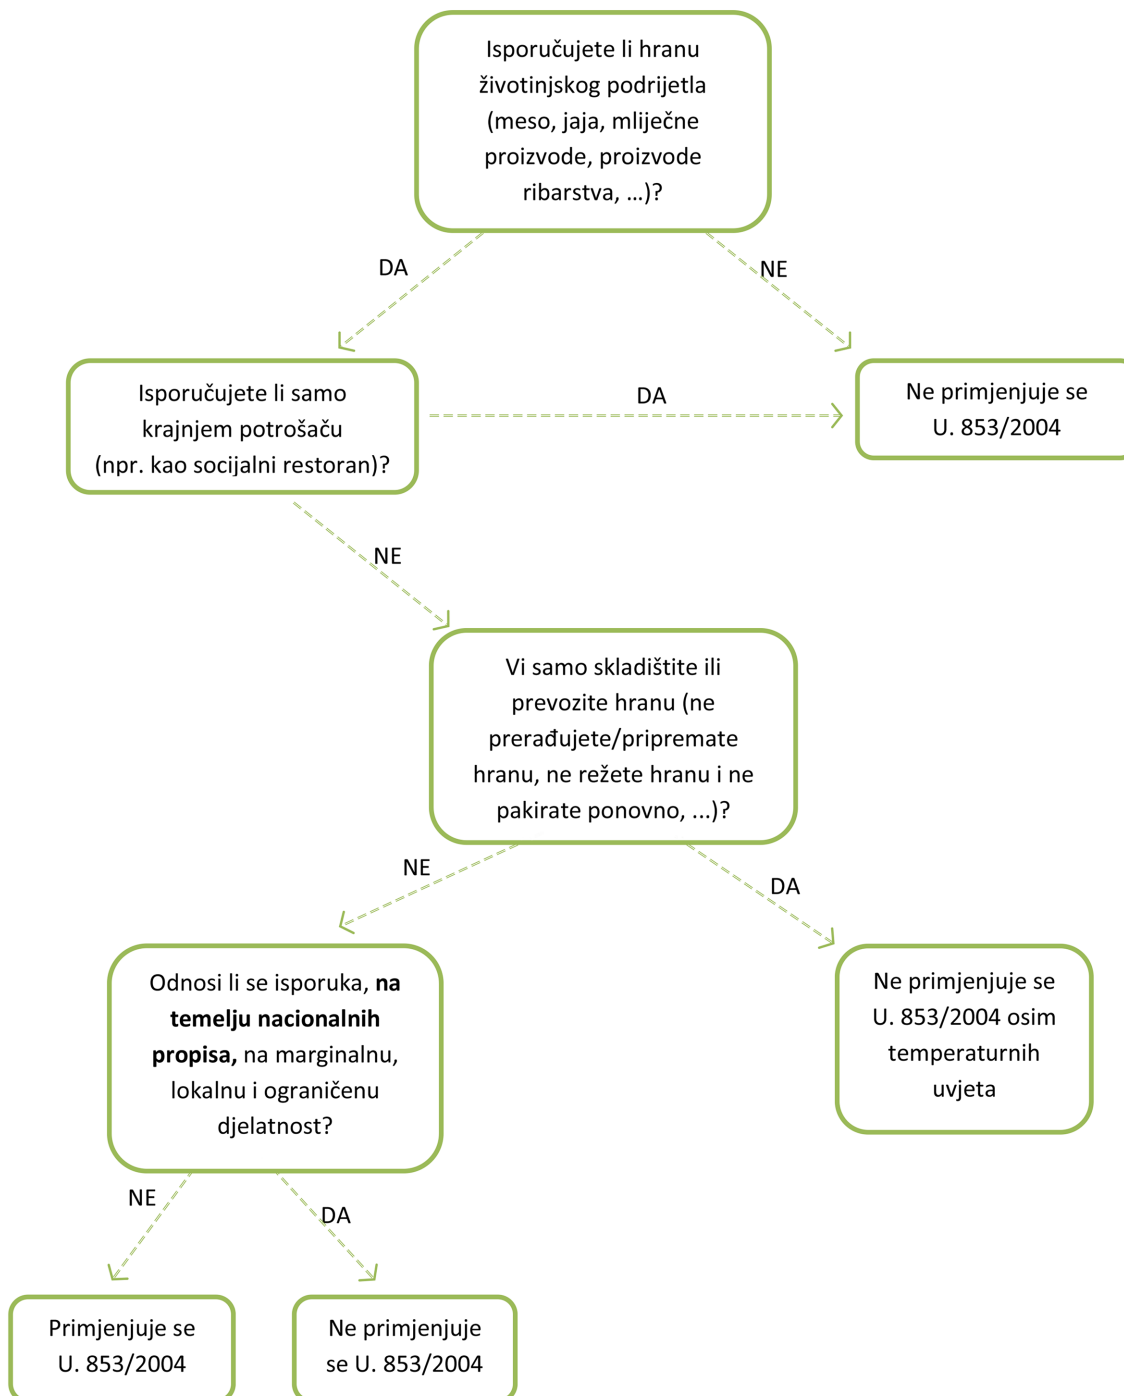 Isporučujete li hranu
životinjskog podrijetla
(meso, jaja, mliječne
proizvode, proizvode
ribarstva, …)?
DA
NE
Isporučujete li samo
krajnjem potrošaču
(npr. kao socijalni restoran)?
DA
Ne primjenjuje se
U. 853/2004
NE
Vi samo skladištite ili
prevozite hranu (ne
prerađujete/pripremate
hranu, ne režete hranu i ne
pakirate ponovno, ...)?
NE
DA
Odnosi li se isporuka, na
temelju nacionalnih
propisa, na marginalnu,
lokalnu i ograničenu
djelatnost?
Ne primjenjuje se
U. 853/2004 osim
temperaturnih
uvjeta
NE
DA
Primjenjuje se
U. 853/2004
Ne primjenjuje
se U. 853/2004